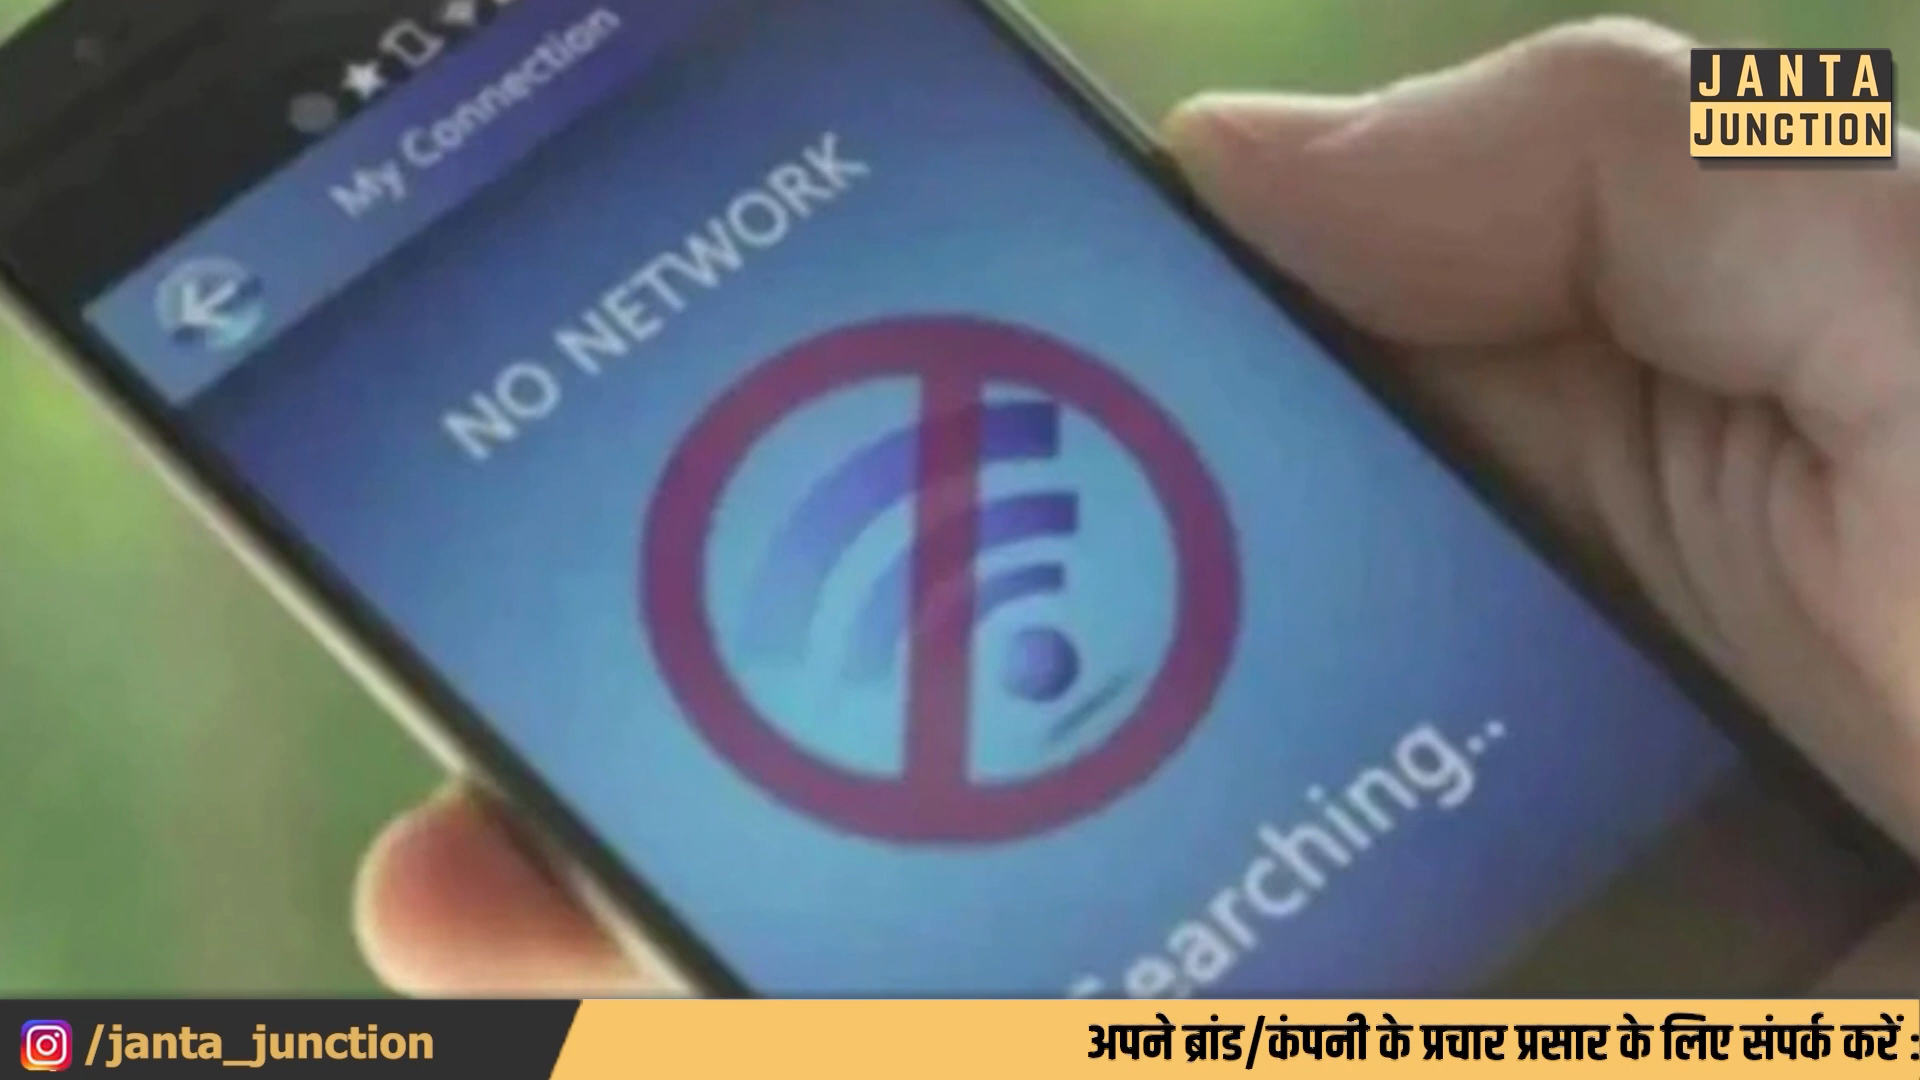 JANTA
JUNCTION
My Connection
NO NETWORK
Searching..
/janta_junction
अपने ब्रांड/कंपनी के प्रचार प्रसार के लिए संपर्क करें :